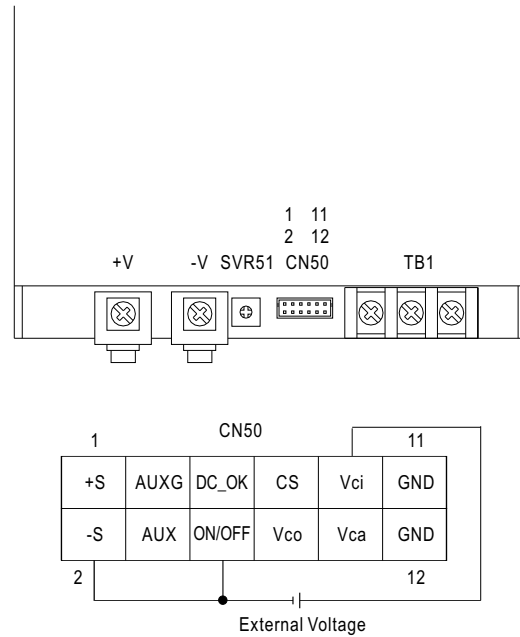 1 11
2 12
+V -V SVR51 CN50 TB1
CN50
1 11
+S AUXG DC_OK CS Vci GND
-S AUX ON/OFF Vco Vca GND
2 12
External Voltage